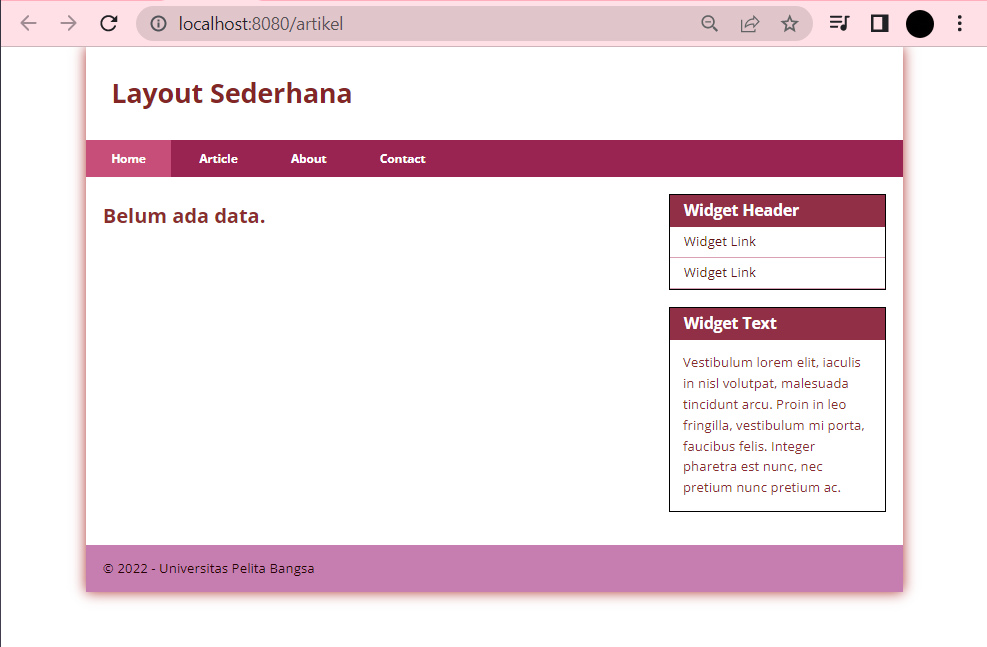 localhost:8080/artikel
Layout Sederhana
Home Article About Contact
Belum ada data.
Widget Header
Widget Link
Widget Link
Widget Text
Vestibulum lorem elit, iaculis
in nisl volutpat, malesuada
tincidunt arcu. Proin in leo
fringilla, vestibulum mi porta,
faucibus felis. Integer
pharetra est nunc, nec
pretium nunc pretium ac.
© 2022 - Universitas Pelita Bangsa